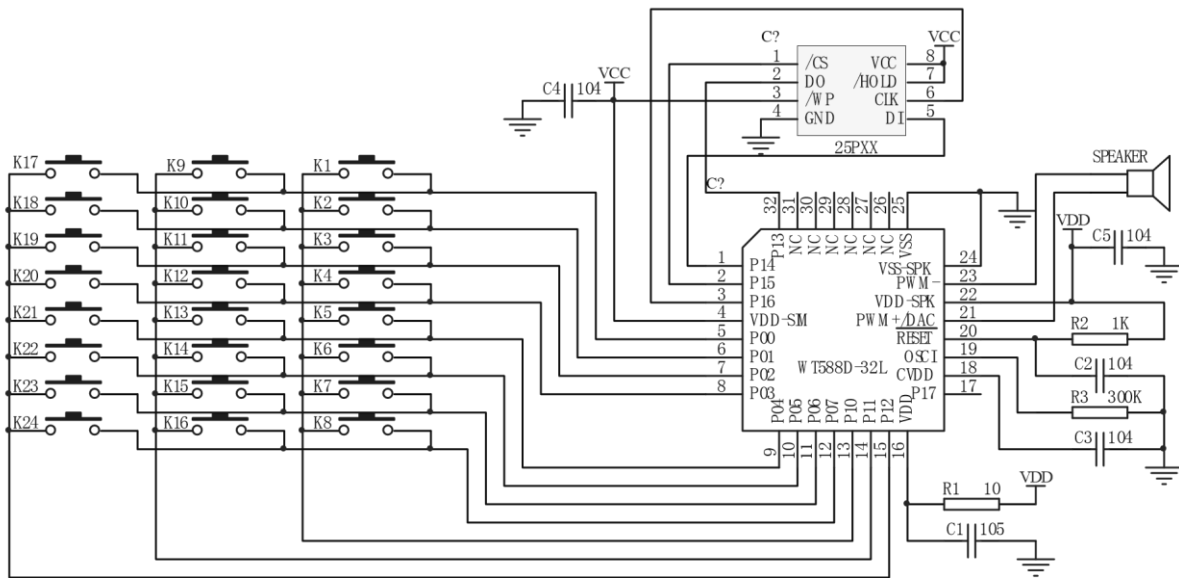 C?
VCC
1 /CS VCC 8
2 DO /HOLD 7
3 /WP CLK 6
4 GND DI 5
25PXX
C4 104
VCC
SPEAKER
K17 K9 K1
K18 K10 K2
K19 K11 K3
K20 K12 K4
K21 K13 K5
K22 K14 K6
K23 K15 K7
K24 K16 K8
C?
32 31 30 29 28 27 26 25
P13 NC NC NC NC NC NC VSS
VDD
C5 104
1 P14 VSS-SPK 24
2 P15 PWM- 23
3 P16 VDD-SPK 22
4 VDD-SIM PWM+/DAC 21
5 P00 RESET 20
6 P01 OSCI 19
7 P02 CVDD 18
8 P03 P17 17
WT588D-32L
P04 P05 P06 P07 P10 P11 P12 VDD
9 10 11 12 13 14 15 16
R2 1K
C2 104
R3 300K
C3 104
VDD
R1 10
C1 105